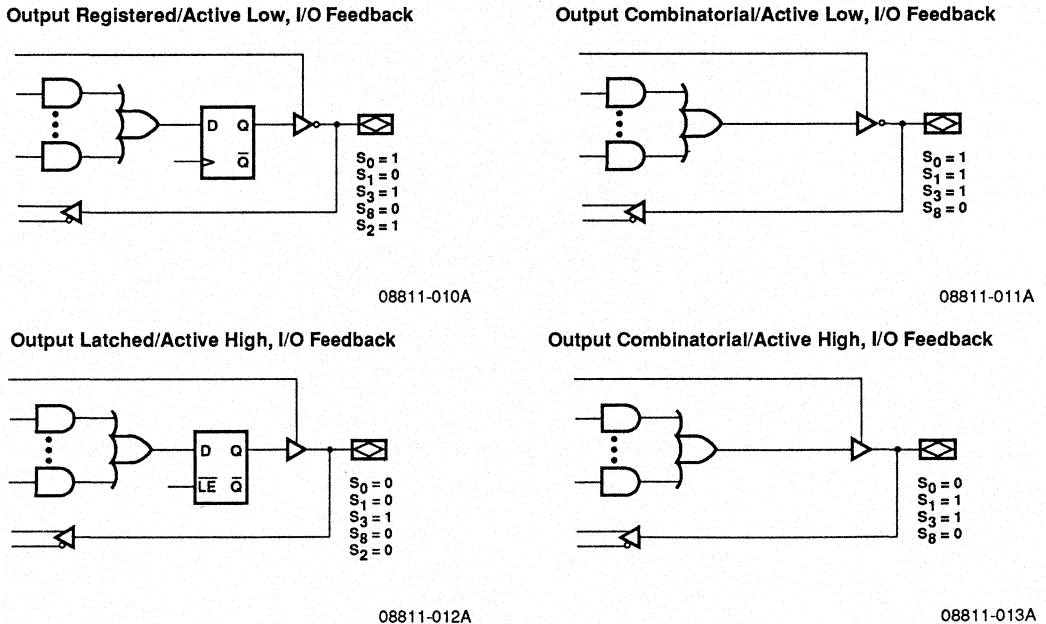 Output Registered/Active Low, I/O Feedback
D Q
Q̅
S0 = 1
S1 = 0
S3 = 1
S8 = 0
S2 = 1
08811-010A
Output Combinatorial/Active Low, I/O Feedback
S0 = 1
S1 = 1
S3 = 1
S8 = 0
08811-011A
Output Latched/Active High, I/O Feedback
D Q
L̅E̅ Q̅
S0 = 0
S1 = 0
S3 = 1
S8 = 0
S2 = 0
08811-012A
Output Combinatorial/Active High, I/O Feedback
S0 = 0
S1 = 1
S3 = 1
S8 = 0
08811-013A